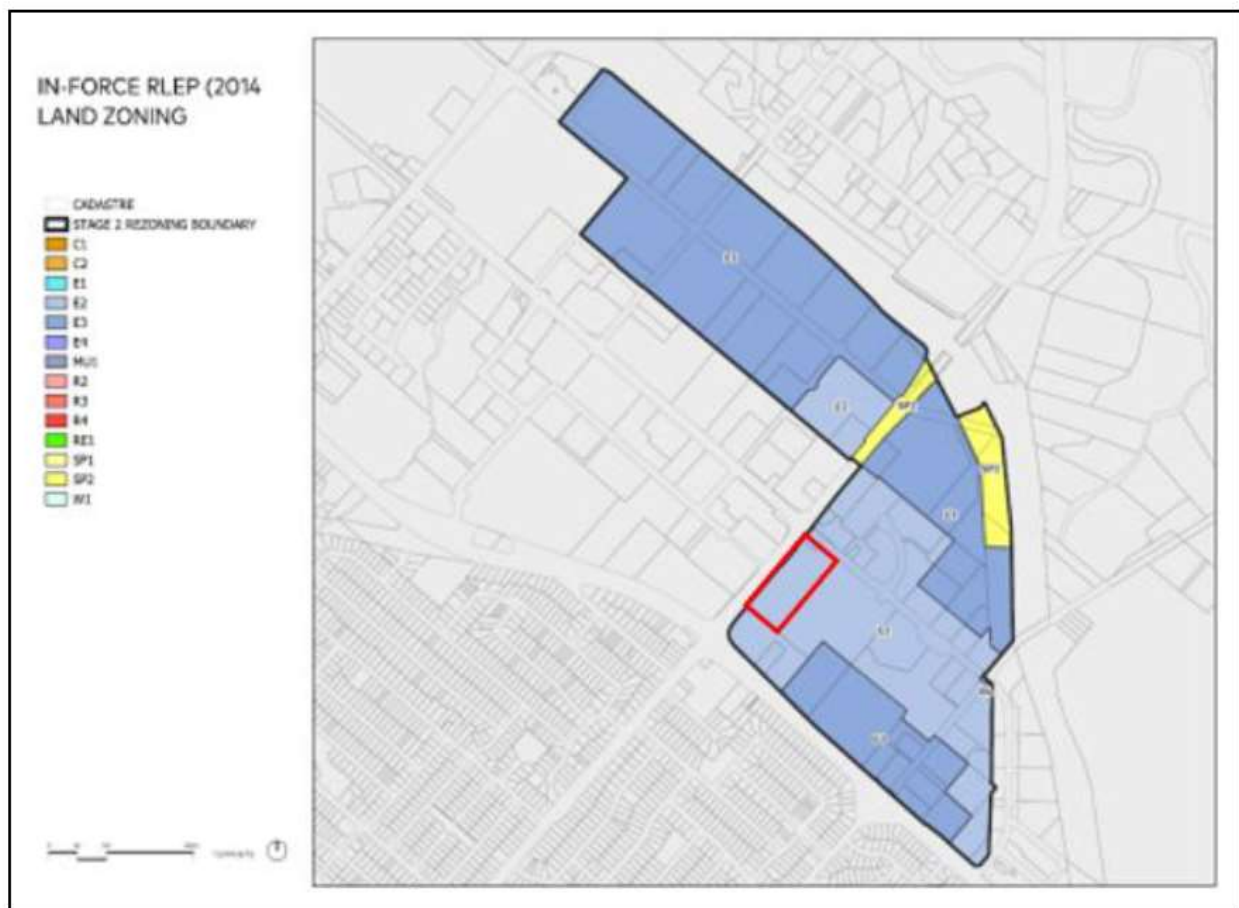 IN-FORCE RLEP (2014
LAND ZONING
CADASTRE
STAGE 2 REZONING BOUNDARY
C1
C2
E1
E2
E3
E4
MU1
R2
R3
R4
RE1
SP1
SP2
W1
E3
SP2
E3
E3